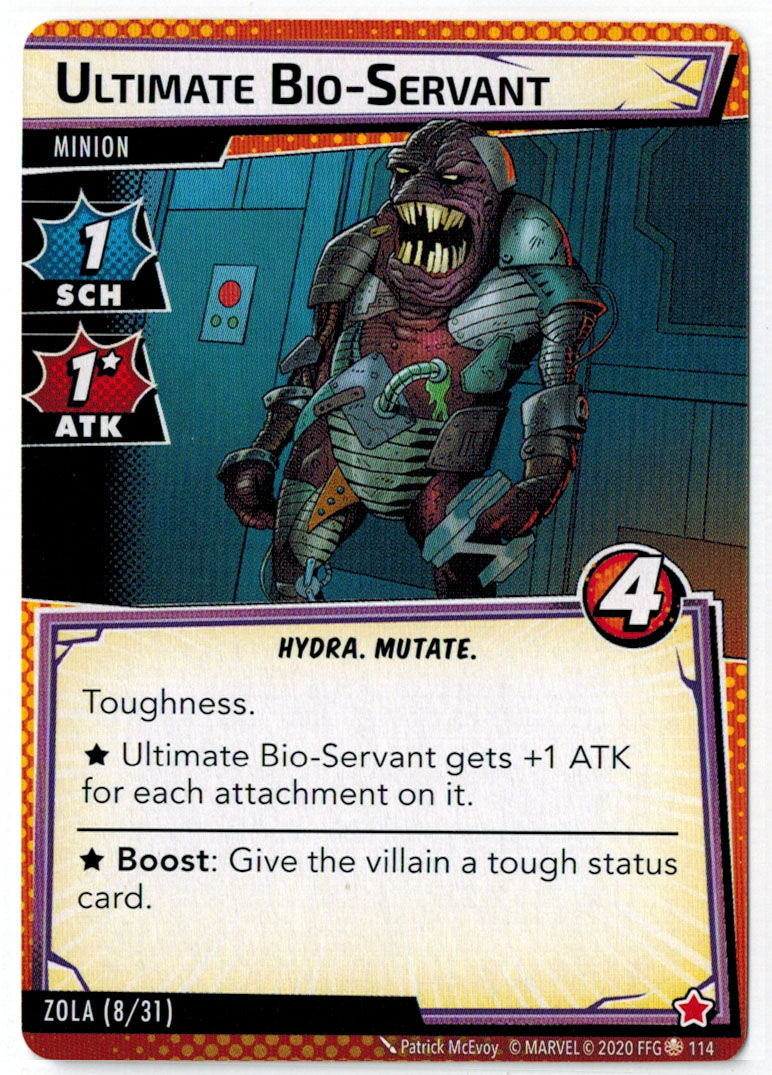 Ultimate Bio-Servant
MINION
1
SCH
1★
ATK
4
HYDRA. MUTATE.
Toughness.
★ Ultimate Bio-Servant gets +1 ATK
for each attachment on it.
★ Boost: Give the villain a tough status
card.
ZOLA (8/31)
Patrick McEvoy © MARVEL © 2020 FFG 114